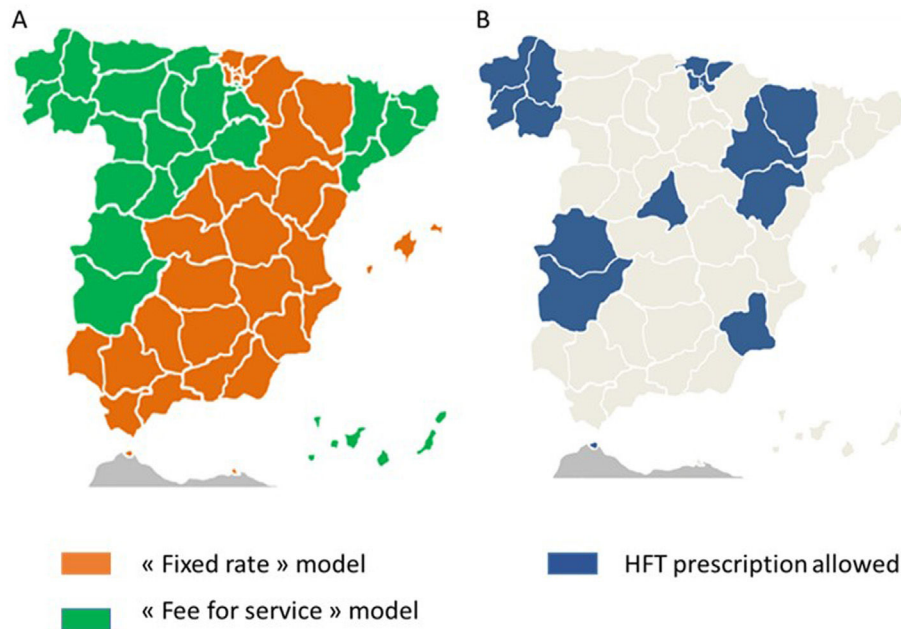 A
B
« Fixed rate » model
« Fee for service » model
HFT prescription allowed